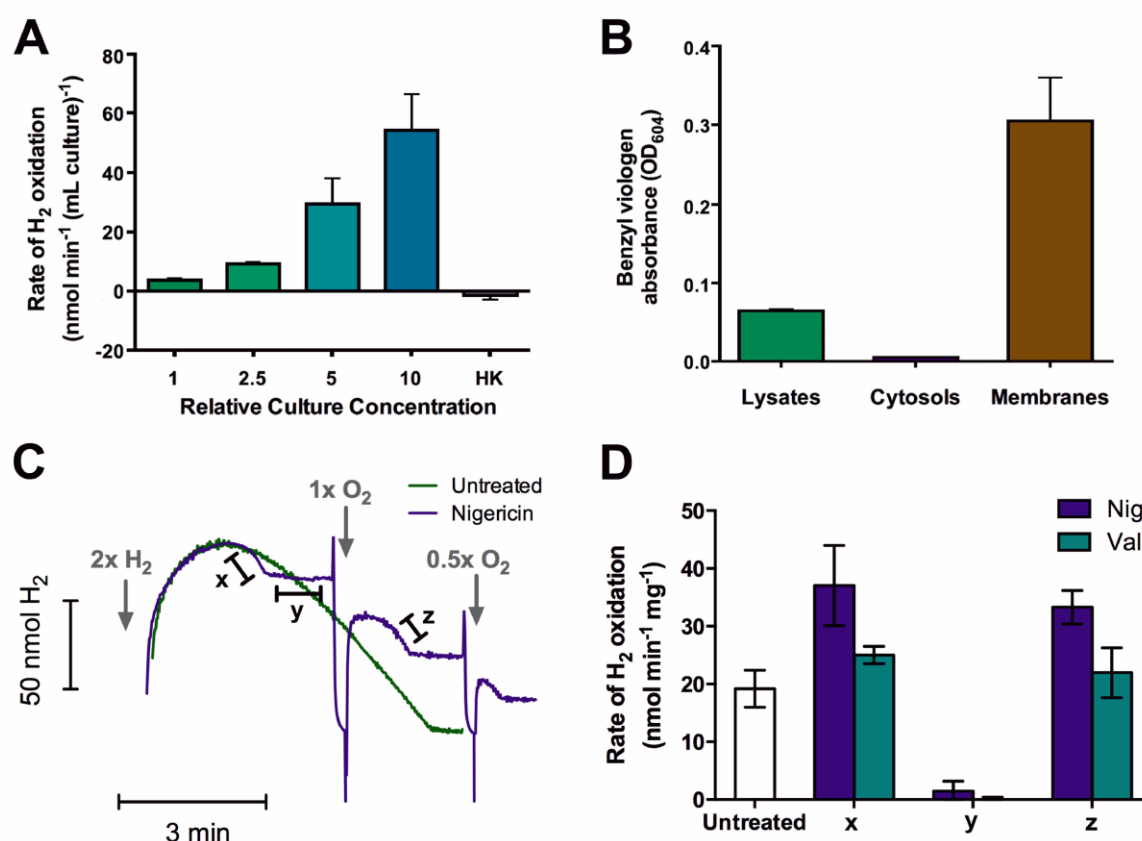 A
Rate of H₂ oxidation
(nmol min⁻¹ (mL culture)⁻¹)
80
60
40
20
0
-20
1 2.5 5 10 HK
Relative Culture Concentration
B
Benzyl viologen
absorbance (OD₆₀₄)
0.4
0.3
0.2
0.1
0.0
Lysates Cytosols Membranes
C
Untreated
Nigericin
2x H₂
1x O₂
0.5x O₂
x
y
z
50 nmol H₂
3 min
D
Rate of H₂ oxidation
(nmol min⁻¹ mg⁻¹)
50
40
30
20
10
0
Nig
Val
Untreated x y z